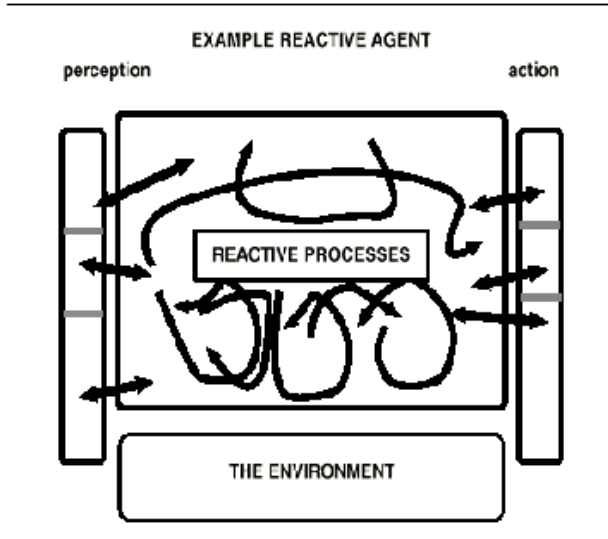 EXAMPLE REACTIVE AGENT
perception action
REACTIVE PROCESSES
THE ENVIRONMENT